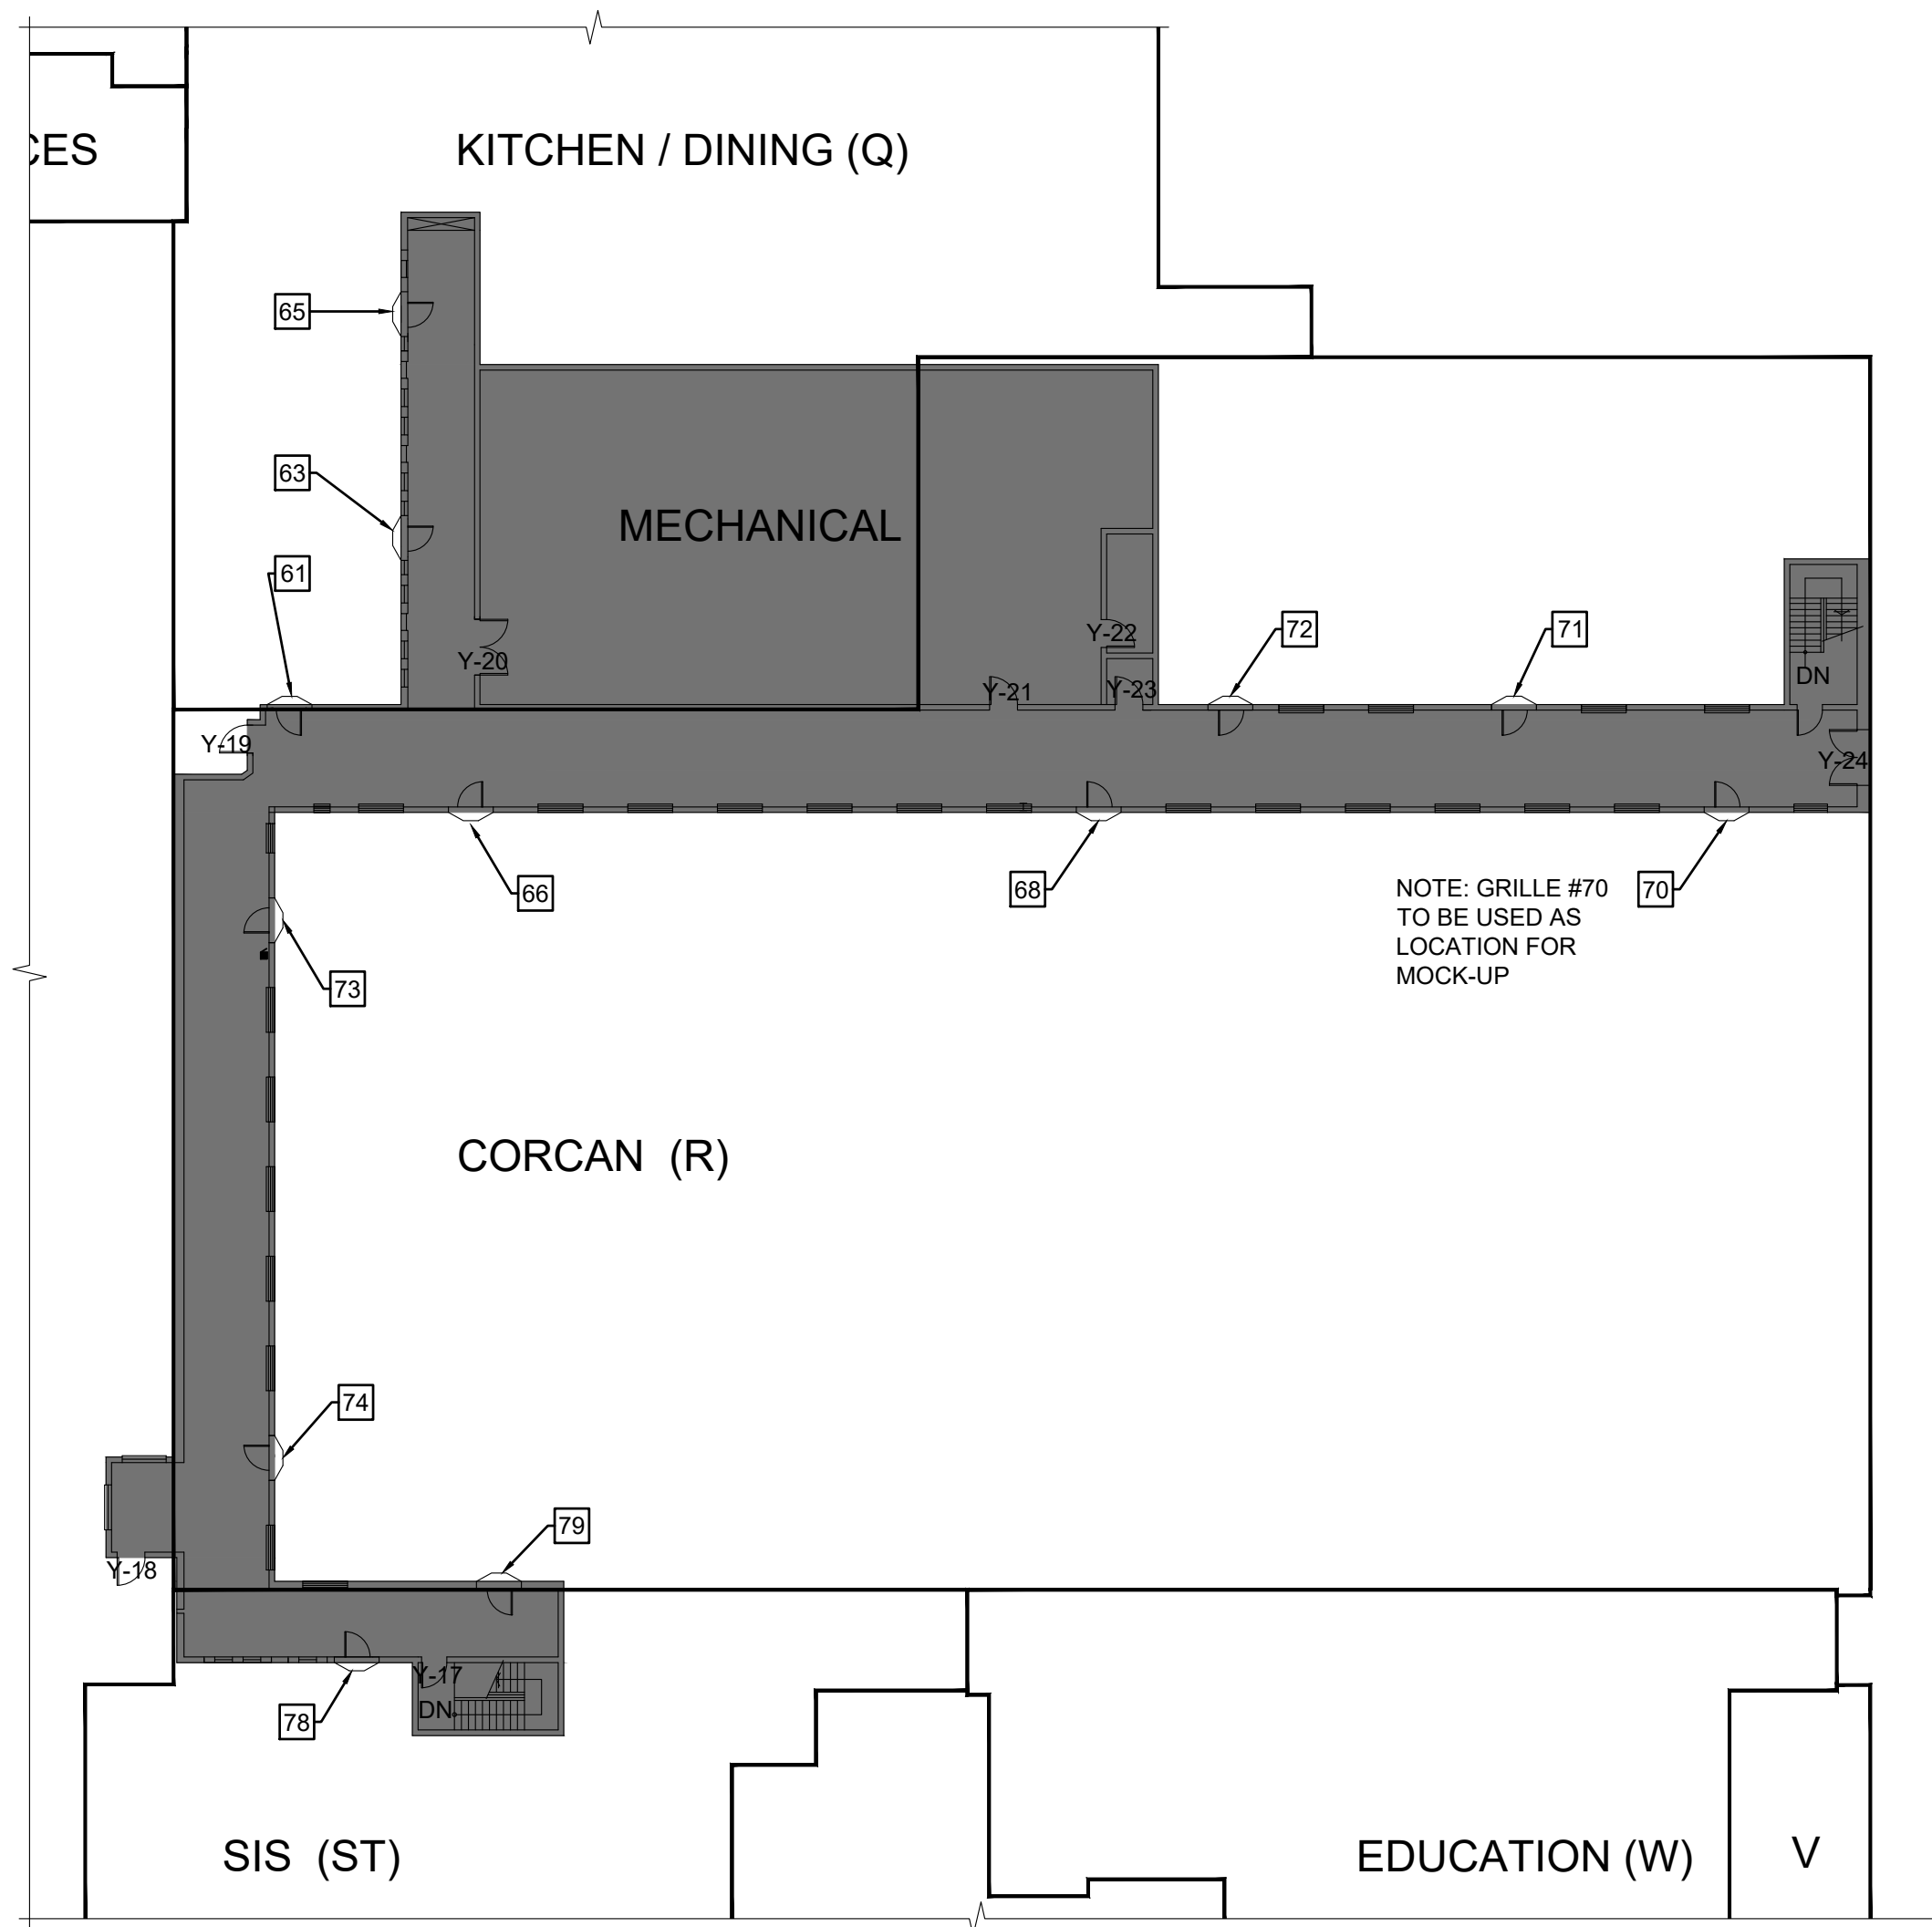 CES
KITCHEN / DINING (Q)
65
63
MECHANICAL
61
72
71
Y-22
Y-20
DN
Y-21
Y-23
Y-19
Y-24
66
68
NOTE: GRILLE #70
TO BE USED AS
LOCATION FOR
MOCK-UP
70
73
CORCAN (R)
74
79
Y-18
Y-17
DN
78
SIS (ST)
EDUCATION (W)
V